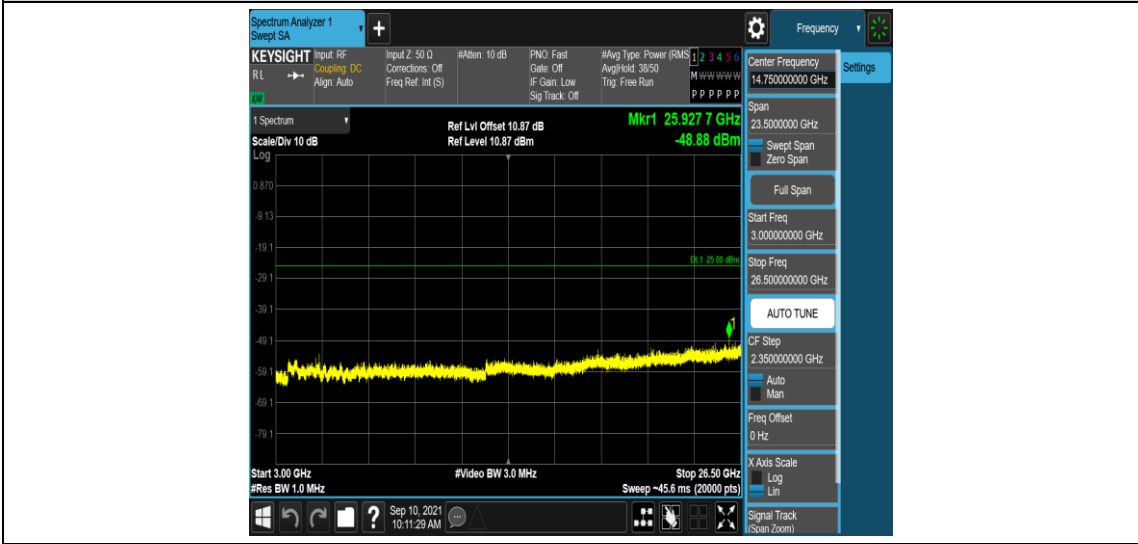 Spectrum Analyzer 1
Swept SA
Frequency
KEYSIGHT
RL
LXI
Input: RF
Coupling: DC
Align: Auto
Input Z: 50 Ω
Corrections: Off
Freq Ref: Int (S)
#Atten: 10 dB
PNO: Fast
Gate: Off
IF Gain: Low
Sig Track: Off
#Avg Type: Power (RMS
Avg|Hold: 38/50
Trig: Free Run
1 2 3 4 5 6
M W W W W W
P P P P P P
1 Spectrum
Scale/Div 10 dB
Log
Ref Lvl Offset 10.87 dB
Ref Level 10.87 dBm
Mkr1 25.927 7 GHz
-48.88 dBm
0.870
-9.13
-19.1
DL1 -25.00 dBm
-29.1
-39.1
1
-49.1
-59.1
-69.1
-79.1
Start 3.00 GHz
#Res BW 1.0 MHz
#Video BW 3.0 MHz
Stop 26.50 GHz
Sweep ~45.6 ms (20000 pts)
Sep 10, 2021
10:11:29 AM
Center Frequency
14.750000000 GHz
Settings
Span
23.5000000 GHz
Swept Span
Zero Span
Full Span
Start Freq
3.000000000 GHz
Stop Freq
26.500000000 GHz
AUTO TUNE
CF Step
2.350000000 GHz
Auto
Man
Freq Offset
0 Hz
X Axis Scale
Log
Lin
Signal Track
(Span Zoom)